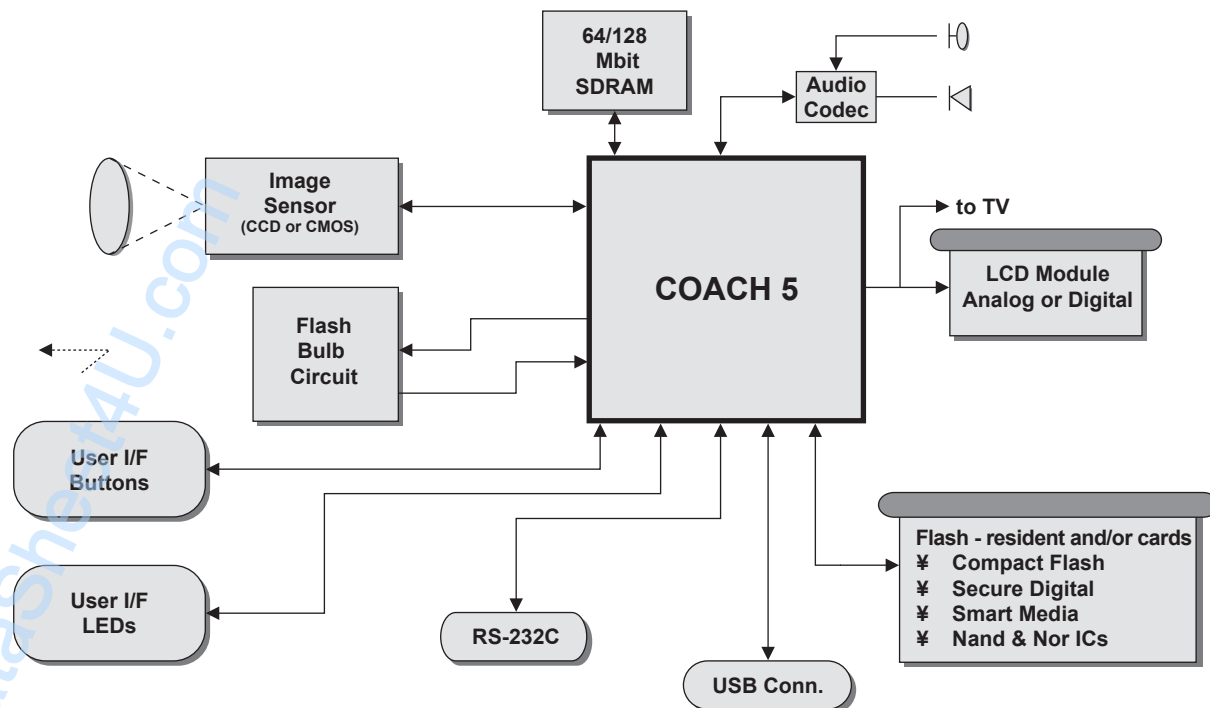 64/128
Mbit
SDRAM
Audio
Codec
Image
Sensor
(CCD or CMOS)
to TV
COACH 5
LCD Module
Analog or Digital
Flash
Bulb
Circuit
User I/F
Buttons
Flash - resident and/or cards
¥ Compact Flash
¥ Secure Digital
¥ Smart Media
¥ Nand & Nor ICs
User I/F
LEDs
RS-232C
USB Conn.
taSheet4U.com